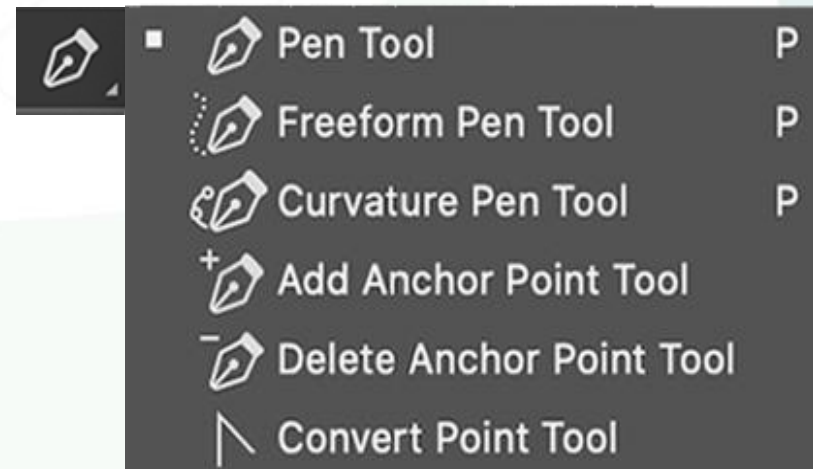 Pen Tool P
Freeform Pen Tool P
Curvature Pen Tool P
Add Anchor Point Tool
Delete Anchor Point Tool
Convert Point Tool